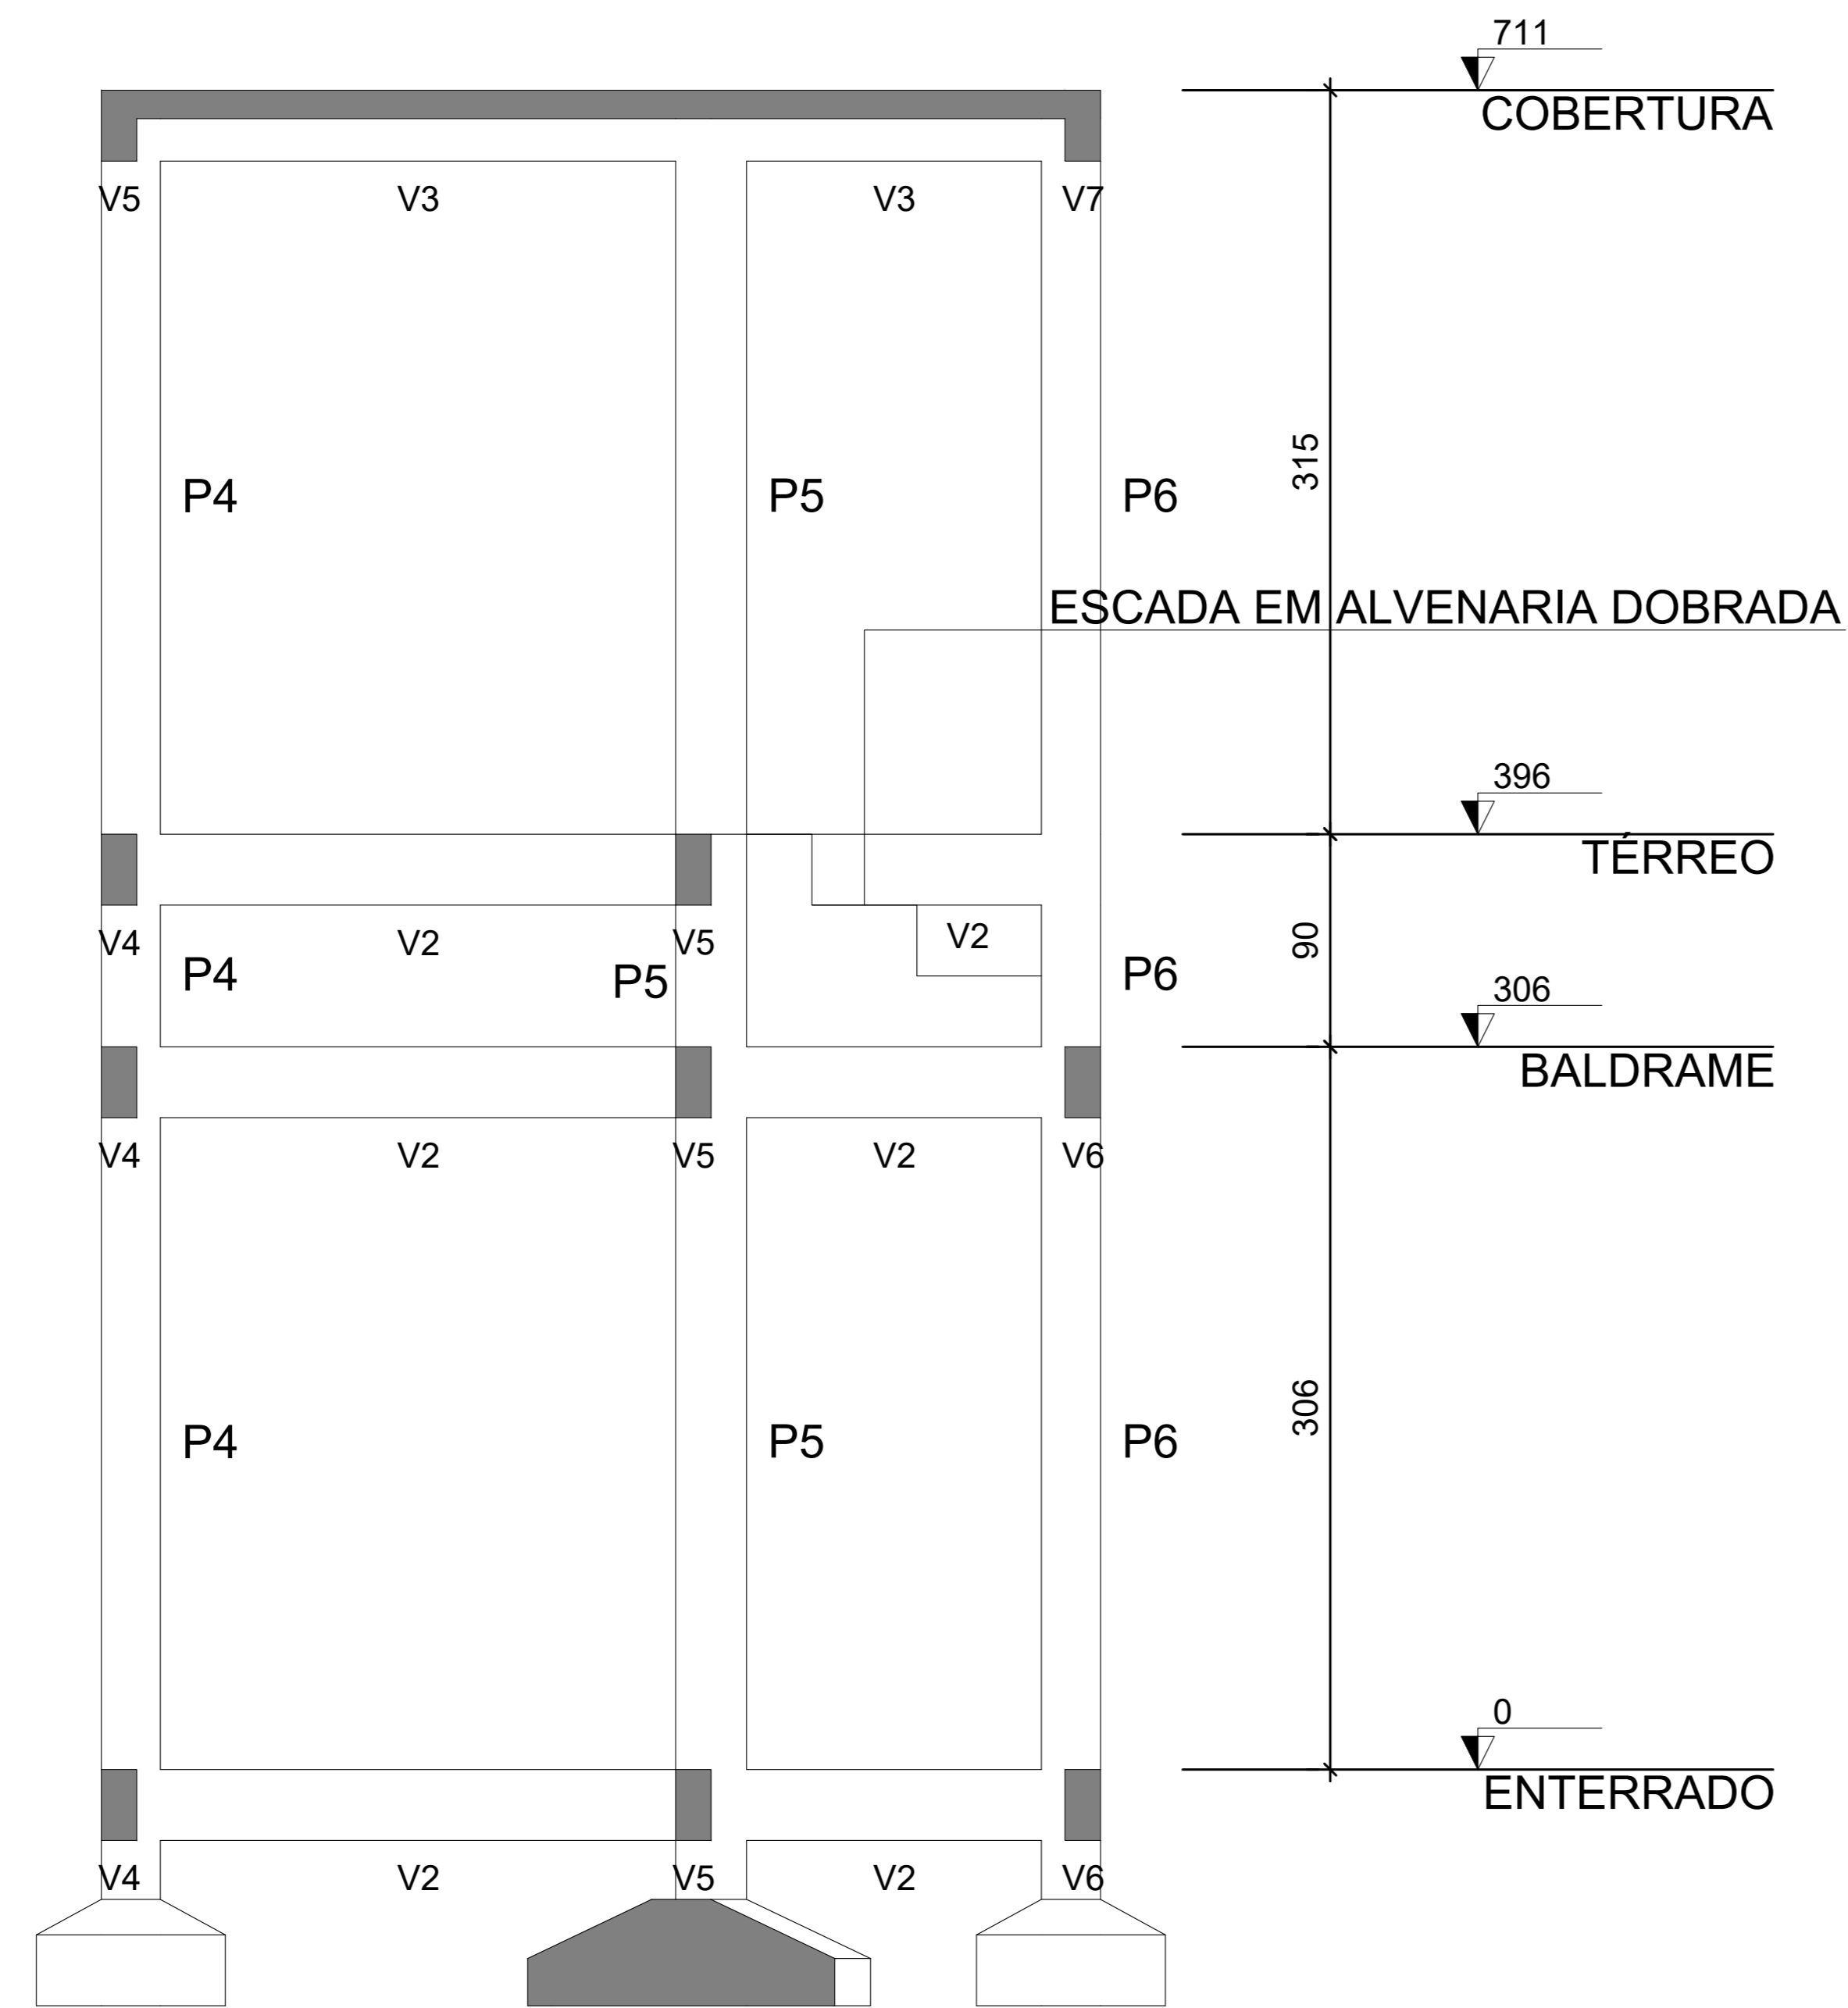 711
COBERTURA
V5 V3 V3 V7
315
P4 P5 P6
ESCADA EM ALVENARIA DOBRADA
396
TÉRREO
V4 V2 V5 V2
90
P4 P5 P6
306
BALDRAME
V4 V2 V5 V2 V6
306
P4 P5 P6
0
ENTERRADO
V4 V2 V5 V2 V6